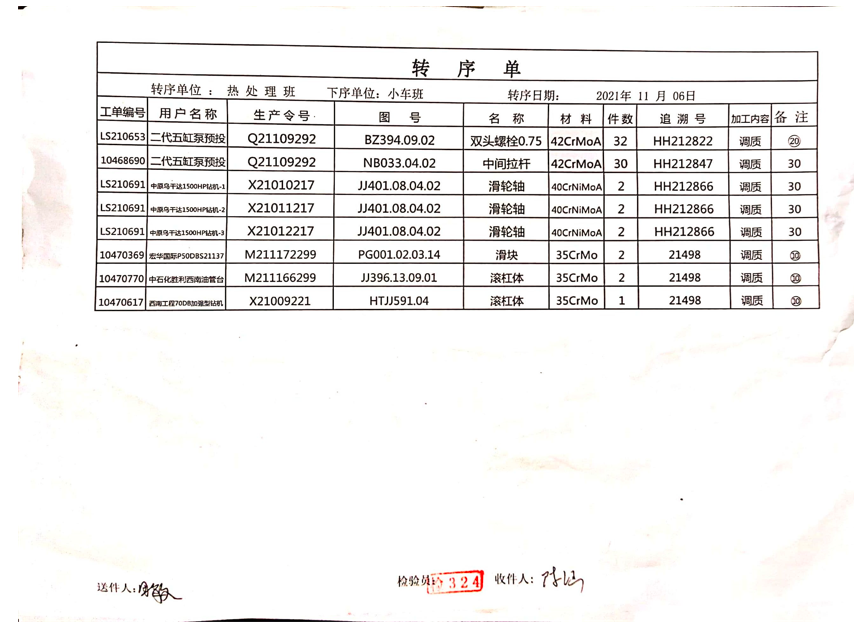 转 序 单
转序单位 : 热 处 理 班 下序单位: 小车班 转序日期: 2021年 11 月 06日
工单编号 用户名称 生产令号 图 号 名 称 材 料 件数 追 溯 号 加工内容 备 注
LS210653 二代五缸泵预投 Q21109292 BZ394.09.02 双头螺栓0.75 42CrMoA 32 HH212822 调质 ⑳
10468690 二代五缸泵预投 Q21109292 NB033.04.02 中间拉杆 42CrMoA 30 HH212847 调质 30
LS210691 中原乌干达1500HP钻机-1 X21010217 JJ401.08.04.02 滑轮轴 40CrNiMoA 2 HH212866 调质 30
LS210691 中原乌干达1500HP钻机-2 X21011217 JJ401.08.04.02 滑轮轴 40CrNiMoA 2 HH212866 调质 30
LS210691 中原乌干达1500HP钻机-3 X21012217 JJ401.08.04.02 滑轮轴 40CrNiMoA 2 HH212866 调质 30
10470369 宏华国际P50DBS21137 M211172299 PG001.02.03.14 滑块 35CrMo 2 21498 调质 ㉚
10470770 中石化胜利西南油管台 M211166299 JJ396.13.09.01 滚杠体 35CrMo 2 21498 调质 ㉚
10470617 西南工程70DB加强型钻机 X21009221 HTJJ591.04 滚杠体 35CrMo 1 21498 调质 ㉚
送件人: 检验员 324 收件人: